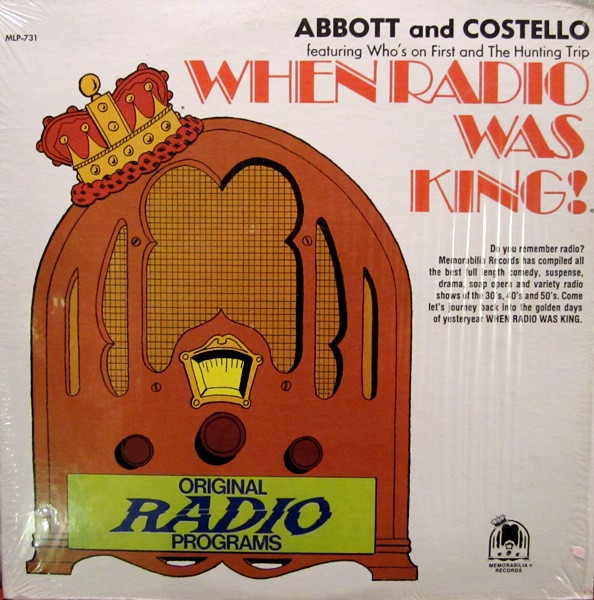 MLP-731
ABBOTT and COSTELLO
featuring Who's on First and The Hunting Trip
WHEN RADIO
WAS
KING!
Do you remember radio?
Memorabilia Records has compiled all
the best full length comedy, suspense,
drama, soap opera and variety radio
shows of the 30's, 40's and 50's. Come
let's journey back into the golden days
of yesteryear WHEN RADIO WAS KING.
ORIGINAL
RADIO
PROGRAMS
MEMORABILIA
RECORDS